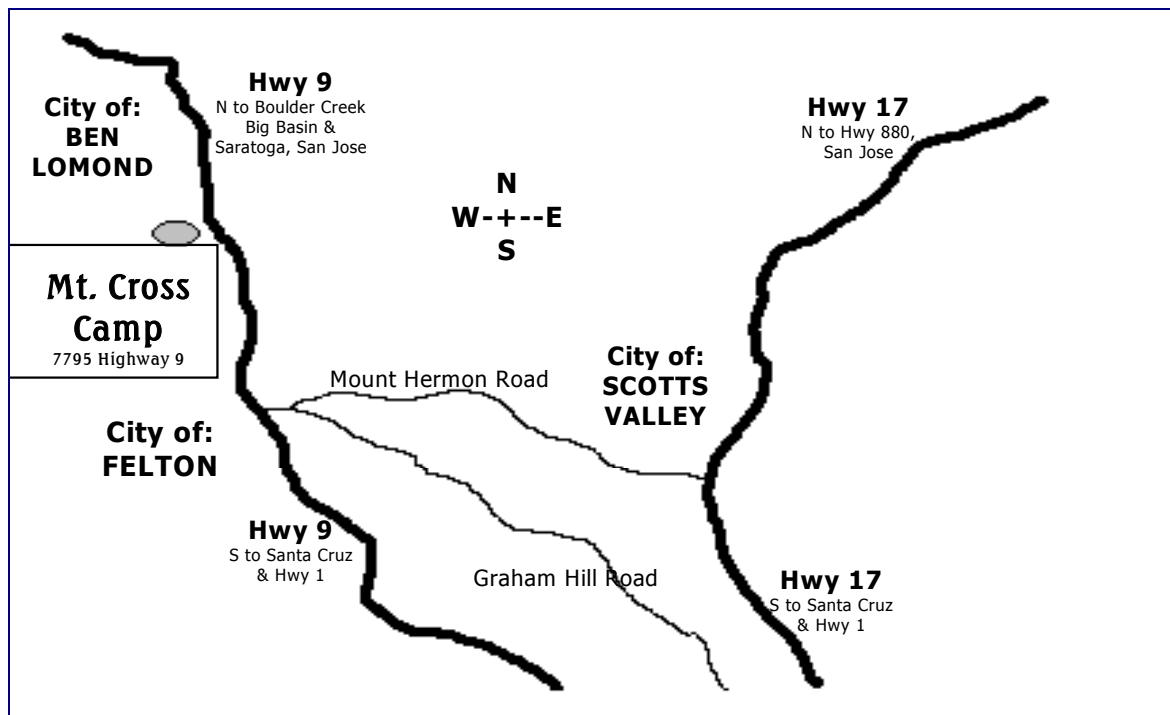 Hwy 9
N to Boulder Creek
Big Basin &
Saratoga, San Jose
City of:
BEN
LOMOND
Hwy 17
N to Hwy 880,
San Jose
N
W-+--E
S
Mt. Cross
Camp
7795 Highway 9
City of:
SCOTTS
VALLEY
Mount Hermon Road
City of:
FELTON
Hwy 9
S to Santa Cruz
& Hwy 1
Graham Hill Road
Hwy 17
S to Santa Cruz
& Hwy 1